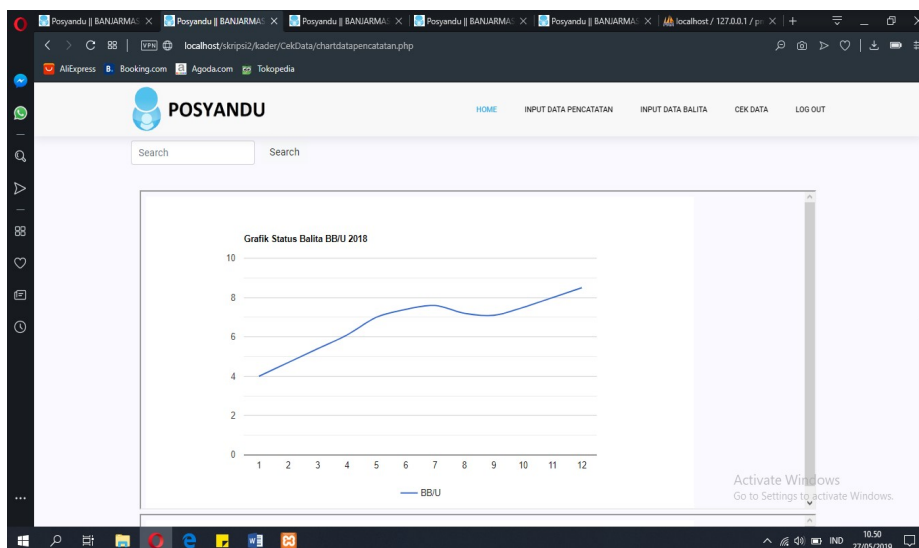 Posyandu || BANJARMAS
Posyandu || BANJARMAS
Posyandu || BANJARMAS
Posyandu || BANJARMAS
Posyandu || BANJARMAS
localhost / 127.0.0.1 / p
VPN
localhost/skripsi2/kader/CekData/chartdatapencatatan.php
AliExpress
B. Booking.com
a Agoda.com
Tokopedia
POSYANDU
HOME
INPUT DATA PENCATATAN
INPUT DATA BALITA
CEK DATA
LOG OUT
Search
Search
Grafik Status Balita BB/U 2018
10
8
6
4
2
0
1 2 3 4 5 6 7 8 9 10 11 12
BB/U
Activate Windows
Go to Settings to activate Windows.
IND
10.50
27/05/2019